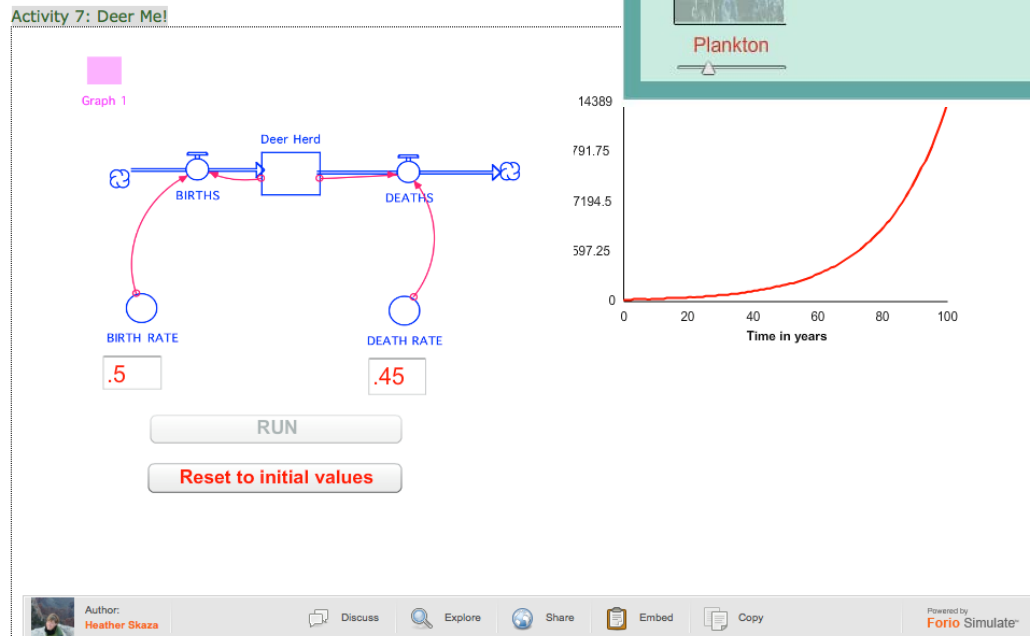 Activity 7: Deer Me!
Plankton
Graph 1
Deer Herd
BIRTHS
DEATHS
BIRTH RATE
DEATH RATE
.5
.45
RUN
Reset to initial values
14389
791.75
7194.5
597.25
0
0 20 40 60 80 100
Time in years
Author:
Heather Skaza
Discuss
Explore
Share
Embed
Copy
Powered by
Forio Simulate